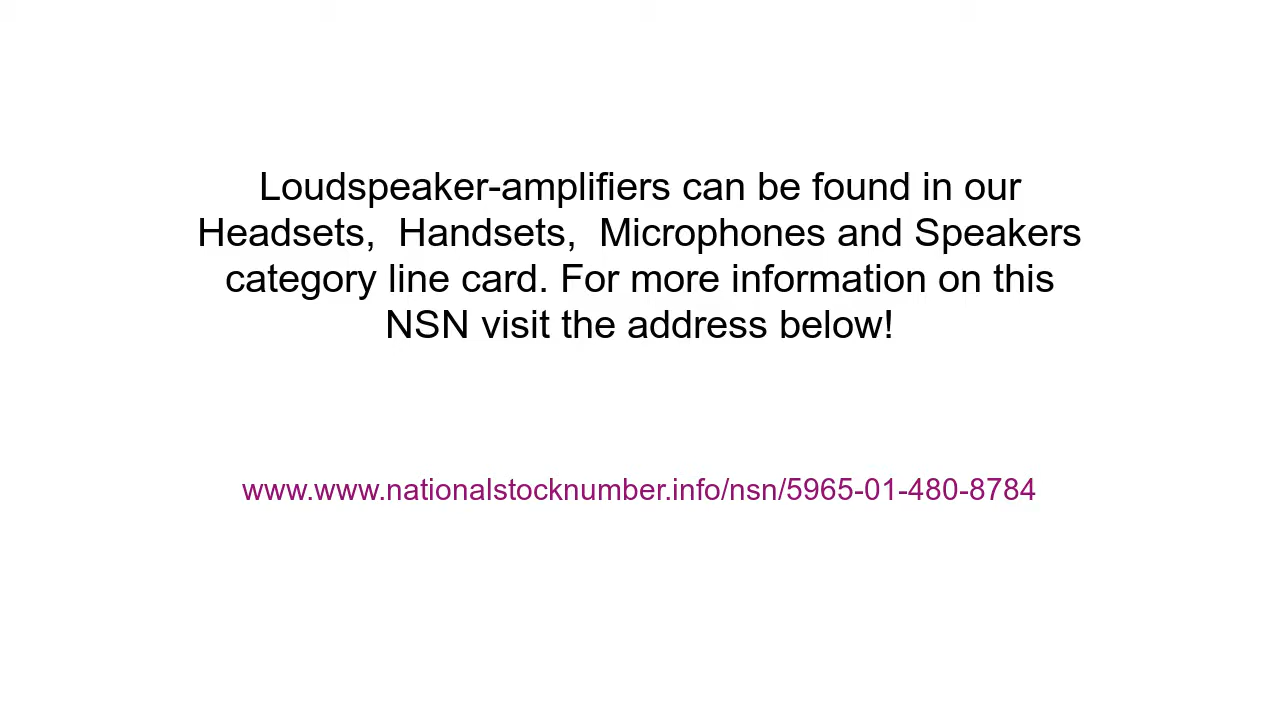 Loudspeaker-amplifiers can be found in our
Headsets,  Handsets,  Microphones and Speakers
category line card. For more information on this
NSN visit the address below!
www.www.nationalstocknumber.info/nsn/5965-01-480-8784